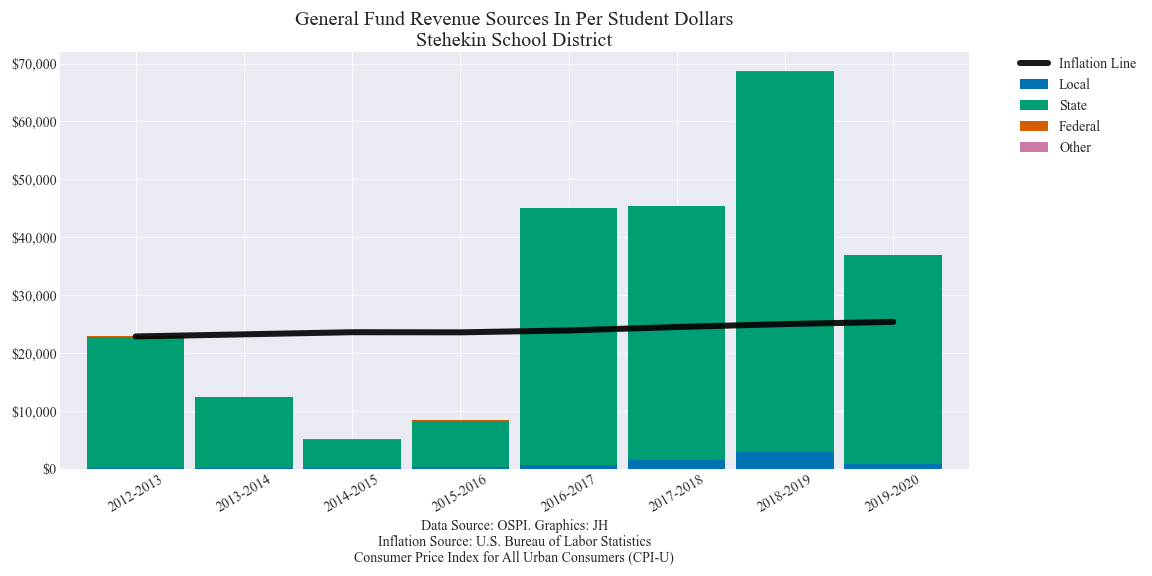 General Fund Revenue Sources In Per Student Dollars
Stehekin School District
$70,000
$60,000
$50,000
$40,000
$30,000
$20,000
$10,000
$0
Inflation Line
Local
State
Federal
Other
2012-2013
2013-2014
2014-2015
2015-2016
2016-2017
2017-2018
2018-2019
2019-2020
Data Source: OSPI. Graphics: JH
Inflation Source: U.S. Bureau of Labor Statistics
Consumer Price Index for All Urban Consumers (CPI-U)